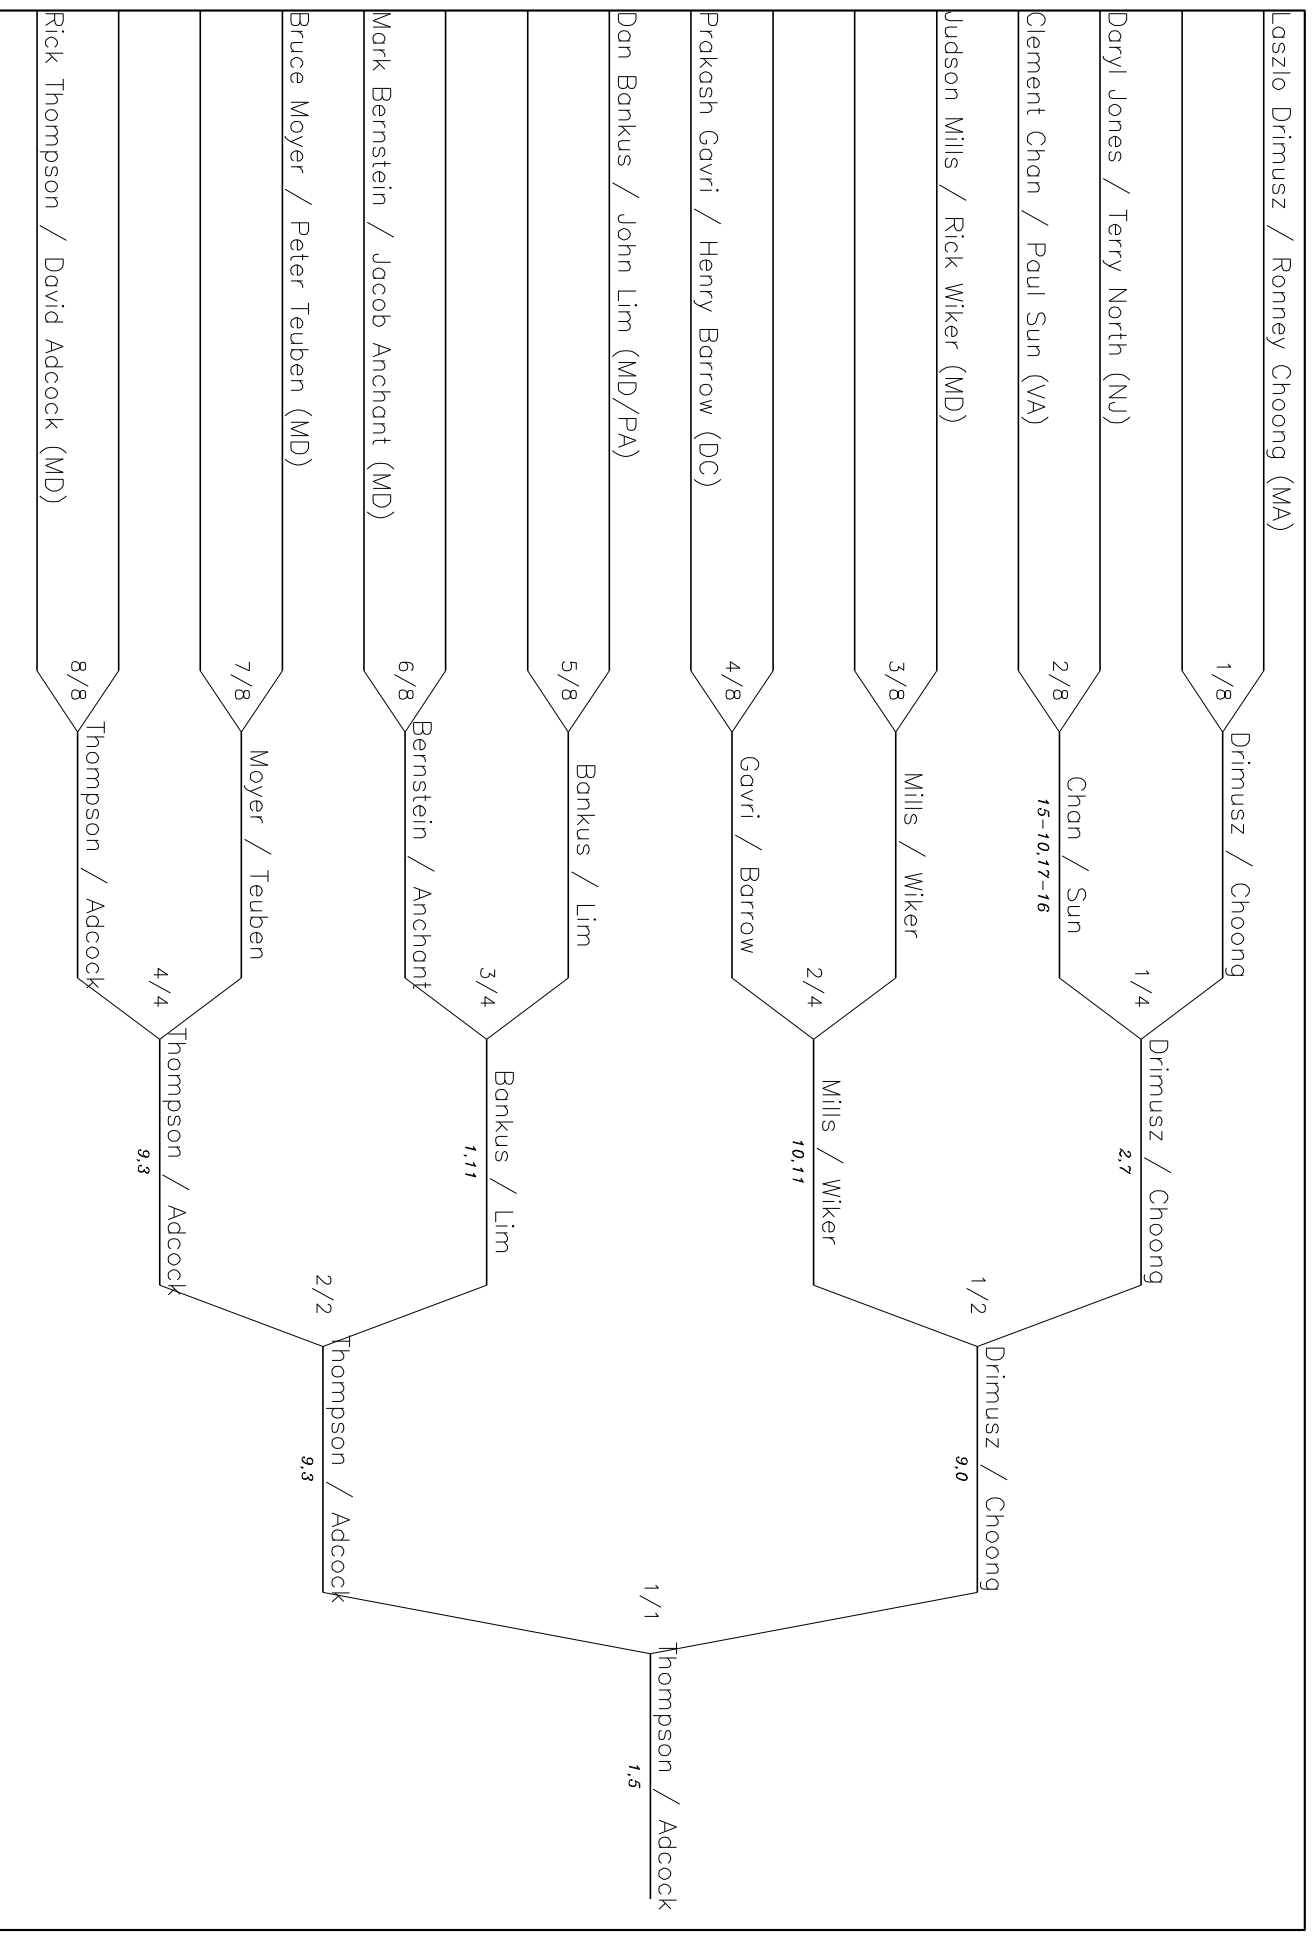 Laszlo Drimusz / Ronney Choong (MA)
1/8
Drimusz / Choong
Daryl Jones / Terry North (NJ)
2/8
Clement Chan / Paul Sun (VA)
Chan / Sun
15-10,17-16
1/4
Drimusz / Choong
2,7
Judson Mills / Rick Wiker (MD)
3/8
Mills / Wiker
4/8
Prakash Gavri / Henry Barrow (DC)
Gavri / Barrow
2/4
Mills / Wiker
10,11
1/2
Drimusz / Choong
9,0
Dan Bankus / John Lim (MD/PA)
5/8
Bankus / Lim
6/8
Mark Bernstein / Jacob Anchant (MD)
Bernstein / Anchant
3/4
Bankus / Lim
1,11
Bruce Moyer / Peter Teuben (MD)
7/8
Moyer / Teuben
8/8
Rick Thompson / David Adcock (MD)
Thompson / Adcock
4/4
Thompson / Adcock
9,3
2/2
Thompson / Adcock
9,3
1/1
Thompson / Adcock
1,5